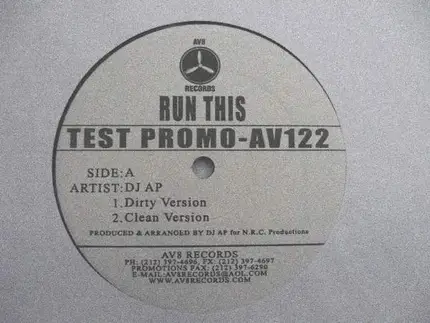 AV8
RECORDS
RUN THIS
TEST PROMO-AV122
SIDE: A
ARTIST: DJ AP
1. Dirty Version
2. Clean Version
PRODUCED & ARRANGED BY DJ AP for N.R.C. Productions
AV8 RECORDS
PH: (212) 397-4696, FX: (212) 397-4697
PROMOTIONS FAX: (212) 397-6290
E-MAIL:AV8RECORDS@AOL.COM
WWW.AV8RECORDS.COM